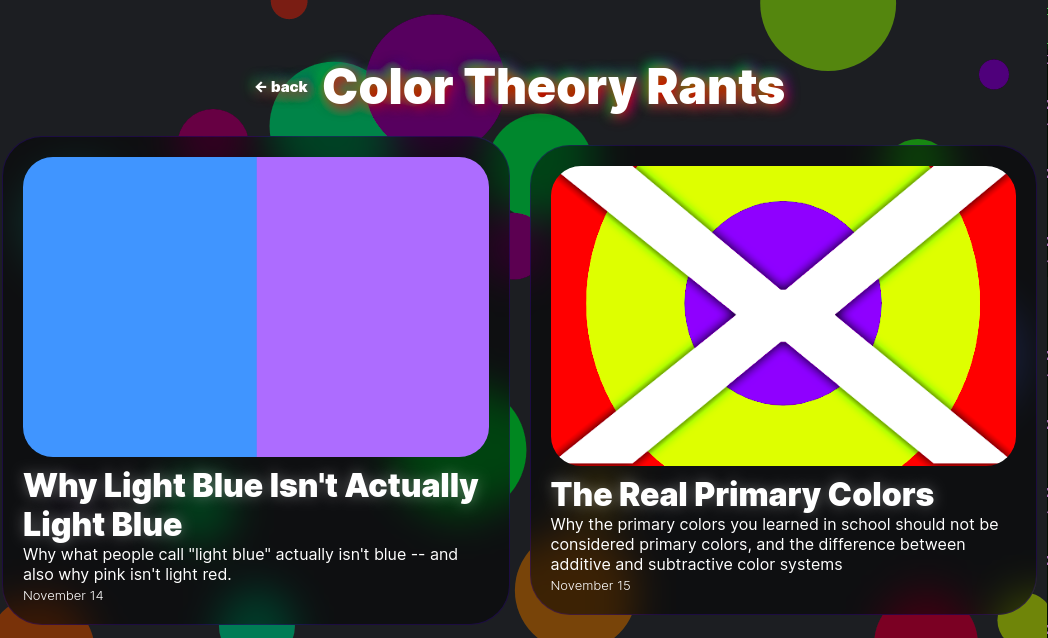 ← back
Color Theory Rants
Why Light Blue Isn't Actually
Light Blue
Why what people call "light blue" actually isn't blue -- and
also why pink isn't light red.
November 14
The Real Primary Colors
Why the primary colors you learned in school should not be
considered primary colors, and the difference between
additive and subtractive color systems
November 15